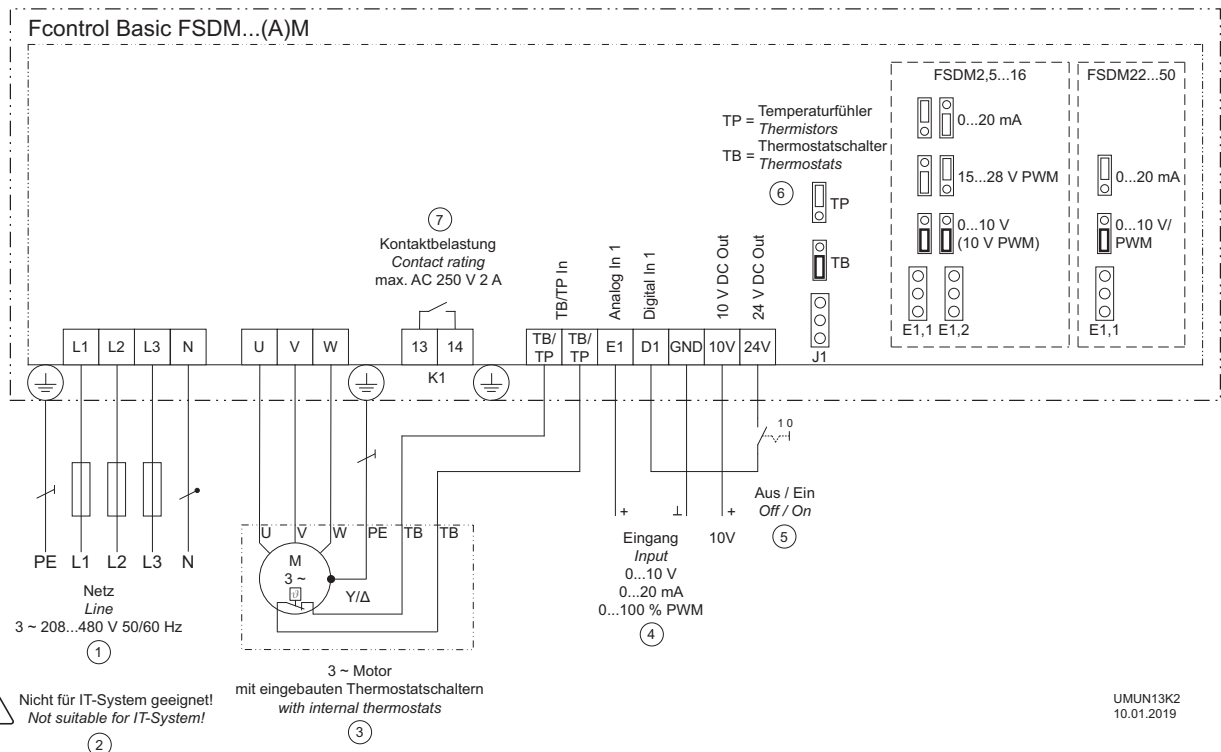 Fcontrol Basic FSDM...(A)M
FSDM2,5...16
FSDM22...50
0...20 mA
15...28 V PWM
0...10 V
(10 V PWM)
E1,1 E1,2
0...20 mA
0...10 V/
PWM
E1,1
TP = Temperaturfühler
Thermistors
TB = Thermostatschalter
Thermostats
6
TP
TB
J1
7
Kontaktbelastung
Contact rating
max. AC 250 V 2 A
TB/TP In
Analog In 1
Digital In 1
10 V DC Out
24 V DC Out
L1 L2 L3 N
U V W
13 14
K1
TB/TP TB/TP E1 D1 GND 10V 24V
1 0
Aus / Ein
Off / On
5
+ ⊥ +
Eingang
Input
0...10 V
0...20 mA
0...100 % PWM
4
10V
PE L1 L2 L3 N
Netz
Line
3 ~ 208...480 V 50/60 Hz
1
U V W PE TB TB
M
3 ~
ϑ
Y/Δ
3 ~ Motor
mit eingebauten Thermostatschaltern
with internal thermostats
3
Nicht für IT-System geeignet!
Not suitable for IT-System!
2
UMUN13K2
10.01.2019